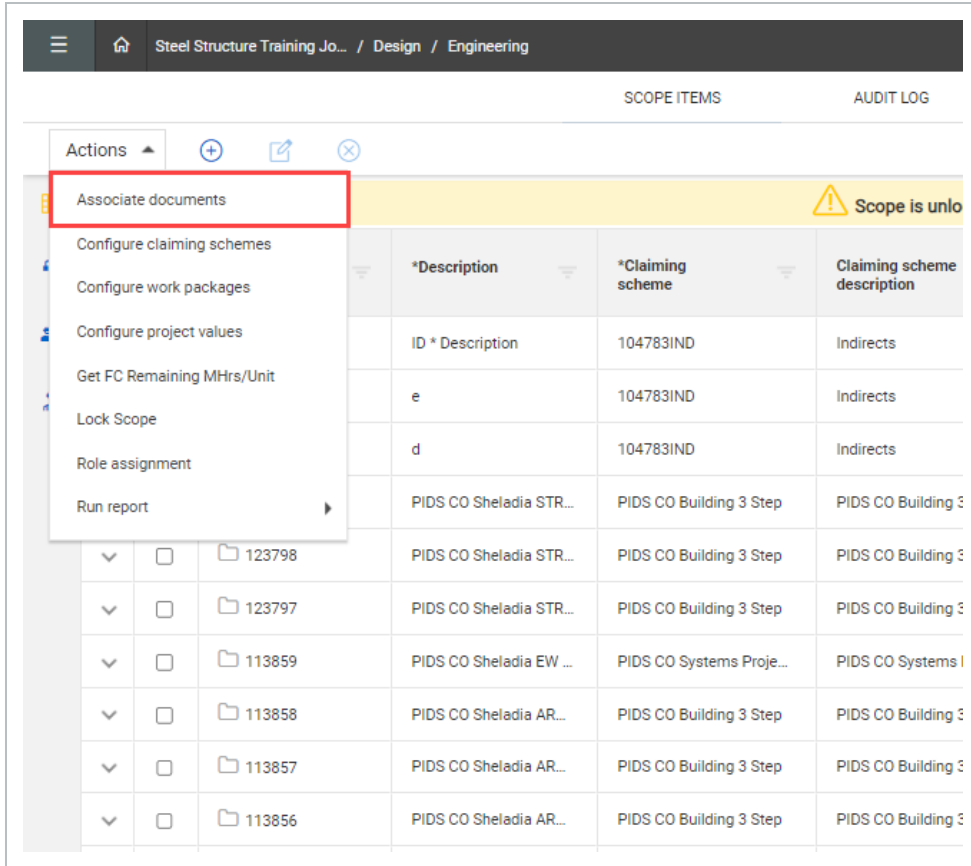 Steel Structure Training Jo... / Design / Engineering
SCOPE ITEMS AUDIT LOG
Actions
Associate documents
Scope is unlo
Configure claiming schemes
Configure work packages
Configure project values
Get FC Remaining MHrs/Unit
Lock Scope
Role assignment
Run report
*Description *Claiming scheme Claiming scheme description
ID * Description 104783IND Indirects
e 104783IND Indirects
d 104783IND Indirects
PIDS CO Sheladia STR... PIDS CO Building 3 Step PIDS CO Building 3
123798 PIDS CO Sheladia STR... PIDS CO Building 3 Step PIDS CO Building 3
123797 PIDS CO Sheladia STR... PIDS CO Building 3 Step PIDS CO Building 3
113859 PIDS CO Sheladia EW ... PIDS CO Systems Proje... PIDS CO Systems
113858 PIDS CO Sheladia AR... PIDS CO Building 3 Step PIDS CO Building 3
113857 PIDS CO Sheladia AR... PIDS CO Building 3 Step PIDS CO Building 3
113856 PIDS CO Sheladia AR... PIDS CO Building 3 Step PIDS CO Building 3